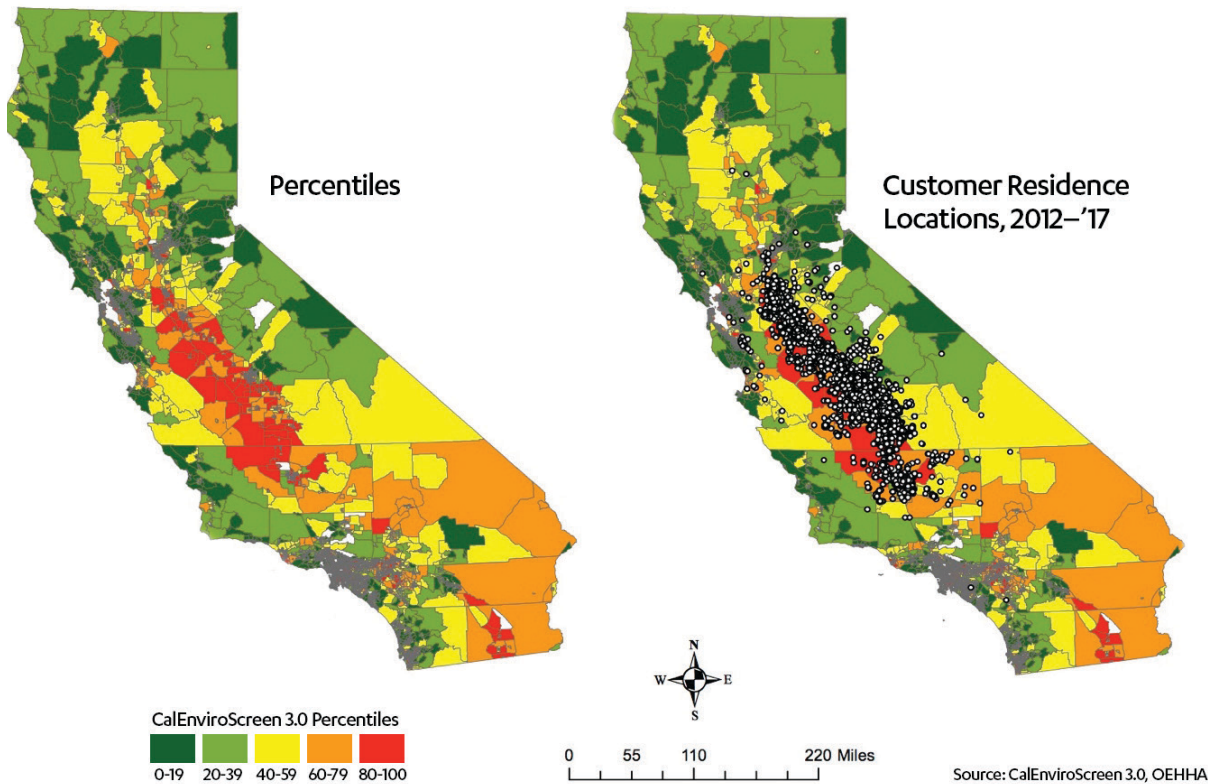 Percentiles
Customer Residence
Locations, 2012–’17
N
W E
S
CalEnviroScreen 3.0 Percentiles
0-19 20-39 40-59 60-79 80-100
0 55 110 220 Miles
Source: CalEnviroScreen 3.0, OEHHA